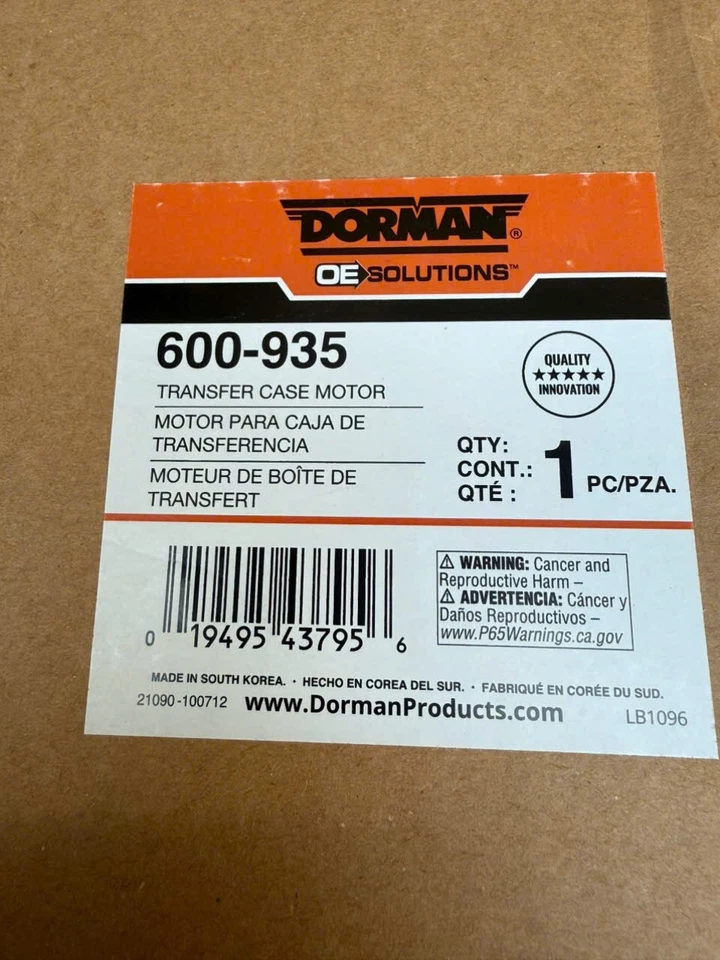 DORMAN®
OE SOLUTIONS™
600-935
TRANSFER CASE MOTOR
MOTOR PARA CAJA DE
TRANSFERENCIA
MOTEUR DE BOÎTE DE
TRANSFERT
QUALITY
★★★★★
INNOVATION
QTY:
CONT.:
QTÉ :
1 PC/PZA.
0 19495 43795 6
⚠ WARNING: Cancer and
Reproductive Harm –
⚠ ADVERTENCIA: Cáncer y
Daños Reproductivos –
www.P65Warnings.ca.gov
MADE IN SOUTH KOREA. · HECHO EN COREA DEL SUR. · FABRIQUÉ EN CORÉE DU SUD.
21090-100712 www.DormanProducts.com LB1096